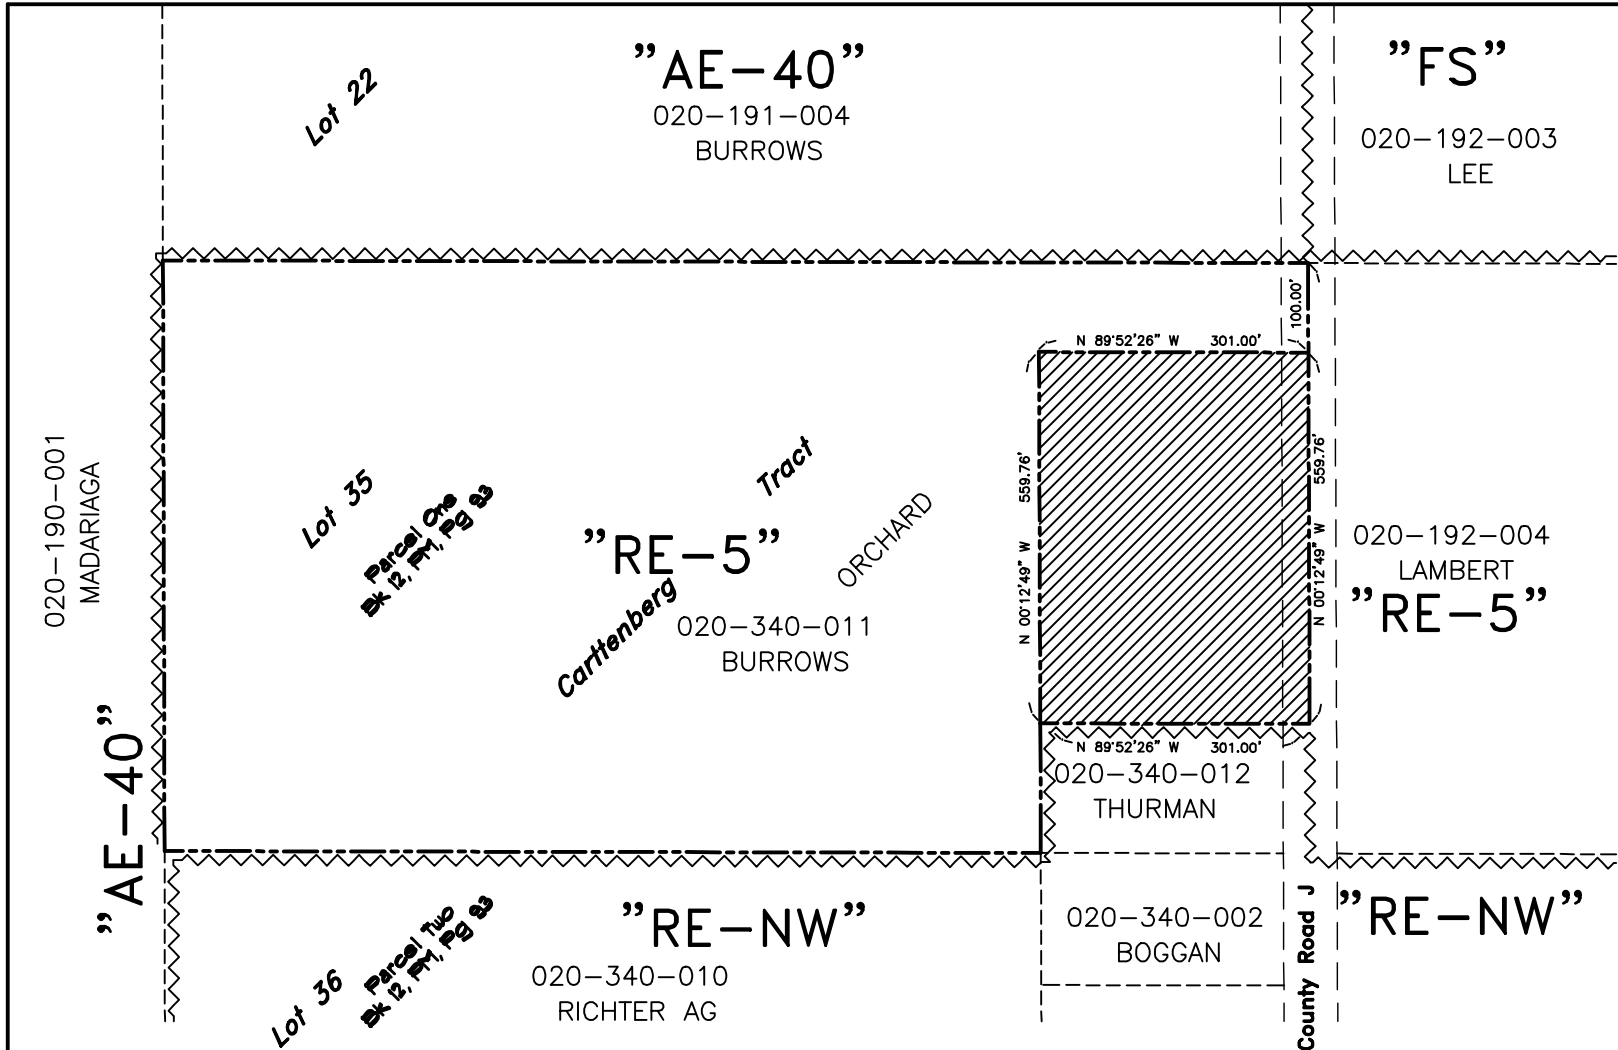 "AE-40"
020-191-004
BURROWS
"FS"
020-192-003
LEE
Lot 22
100.00'
N 89°52'26" W 301.00'
020-190-001
MADARIAGA
Lot 35
Parcel One
Bk 12, PM, Pg 93
Tract
"RE-5"
ORCHARD
Carttenberg
020-340-011
BURROWS
N 00°12'49" W 559.76'
N 00°12'49" W 559.76'
020-192-004
LAMBERT
"RE-5"
N 89°52'26" W 301.00'
020-340-012
THURMAN
"AE-40"
"RE-NW"
020-340-010
RICHTER AG
Parcel Two
Bk 12, PM, Pg 93
Lot 36
020-340-002
BOGGAN
County Road J
"RE-NW"